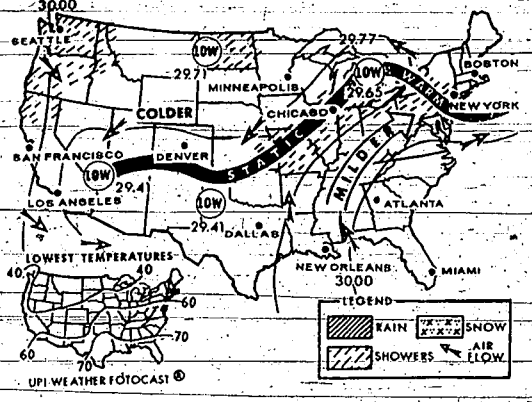 30.00
SEATTLE
LOW
29.71
29.77
MINNEAPOLIS
LOW
29.65
WARM
BOSTON
NEW YORK
COLDER
CHICAGO
SAN FRANCISCO
DENVER
STATIC
MILDER
LOW
29.41
LOS ANGELES
LOW
29.41
DALLAS
ATLANTA
LOWEST TEMPERATURES
NEW ORLEANS
30.00
MIAMI
40
40
60
70
60
70
LEGEND
RAIN
SNOW
SHOWERS
AIR FLOW
UPI WEATHER FOTOCAST ®